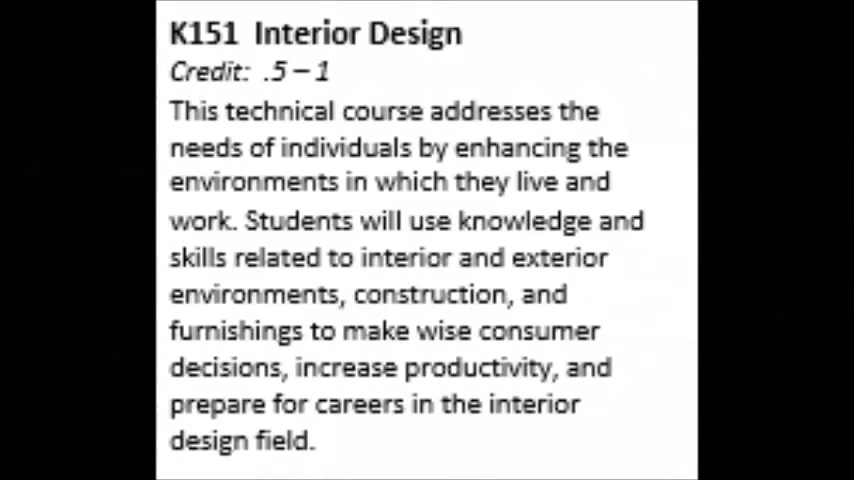 K151 Interior Design
Credit: .5 – 1
This technical course addresses the
needs of individuals by enhancing the
environments in which they live and
work. Students will use knowledge and
skills related to interior and exterior
environments, construction, and
furnishings to make wise consumer
decisions, increase productivity, and
prepare for careers in the interior
design field.